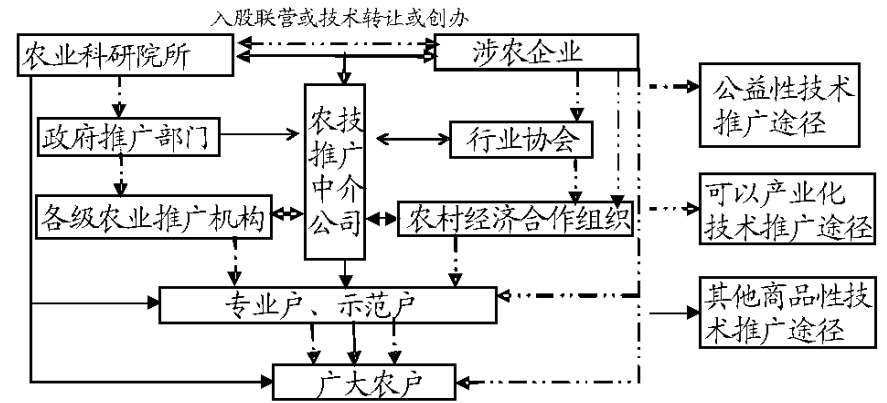 入股联营或技术转让或创办
农业科研院所
涉农企业
政府推广部门
农技
推广
中介
公司
行业协会
各级农业推广机构
农村经济合作组织
专业户、示范户
广大农户
公益性技术
推广途径
可以产业化
技术推广途径
其他商品性技
术推广途径